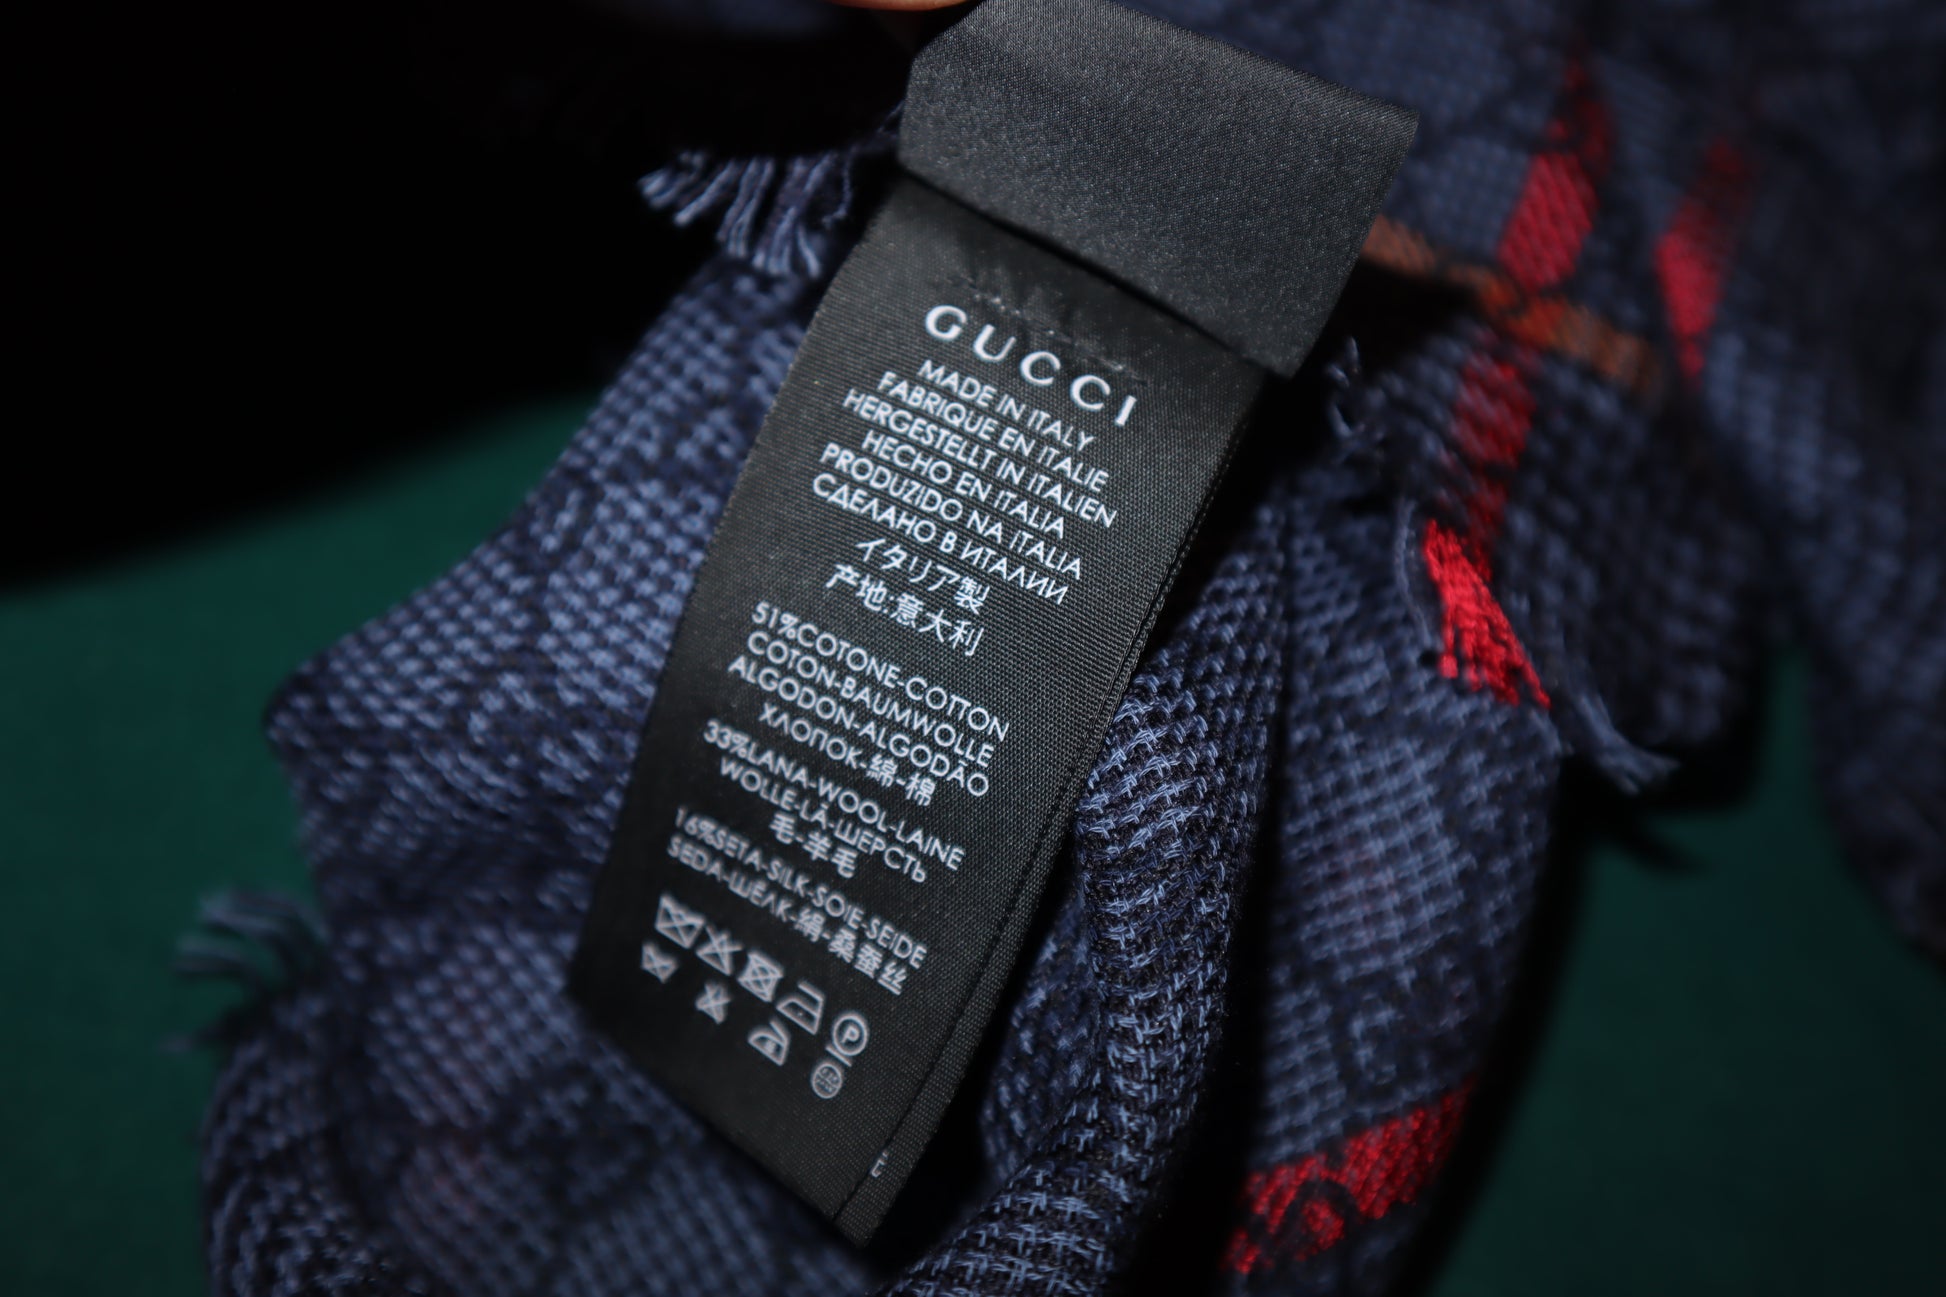 GUCCI
MADE IN ITALY
FABRIQUE EN ITALIE
HERGESTELLT IN ITALIEN
HECHO EN ITALIA
PRODUZIDO NA ITALIA
СДЕЛАНО В ИТАЛИИ
イタリア製
产地:意大利
51%COTONE-COTTON
COTON-BAUMWOLLE
ALGODON-ALGODAO
ХЛОПОК-綿-棉
33%LANA-WOOL-LAINE
WOLLE-LÃ-ШЕРСТЬ
毛-羊毛
16%SETA-SILK-SOIE-SEIDE
SEDA-ШЁЛК-絹-桑蚕丝
P